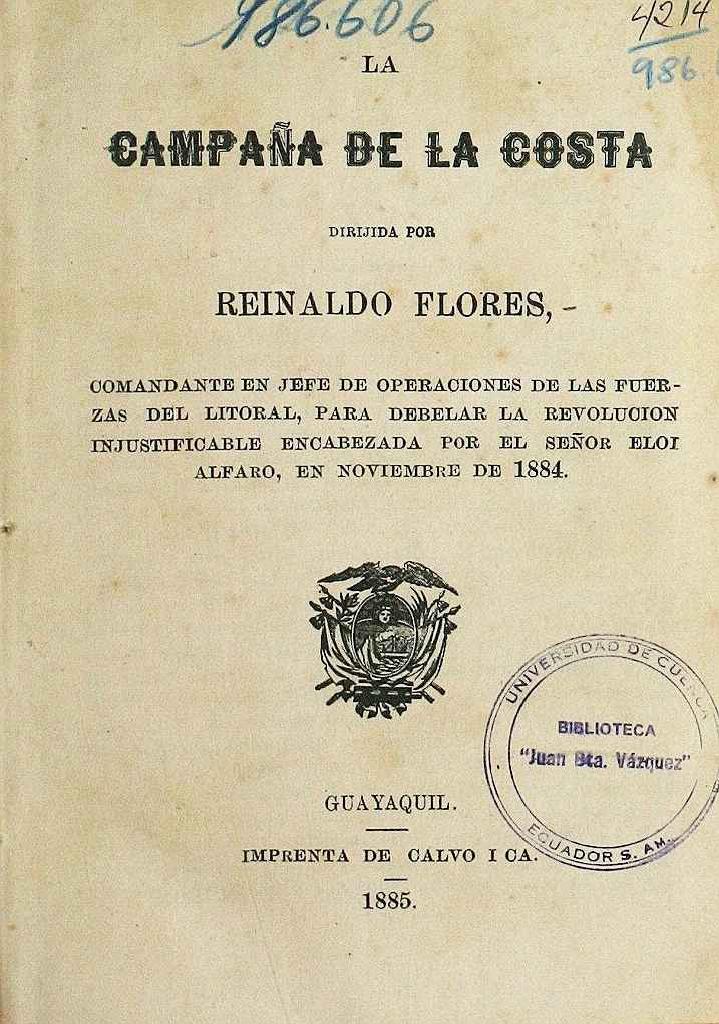 986.606
4214
986
LA
CAMPAÑA DE LA COSTA
DIRIJIDA POR
REINALDO FLORES, -
COMANDANTE EN JEFE DE OPERACIONES DE LAS FUER-
ZAS DEL LITORAL, PARA DEBELAR LA REVOLUCION
INJUSTIFICABLE ENCABEZADA POR EL SEÑOR ELOI
ALFARO, EN NOVIEMBRE DE 1884.
UNIVERSIDAD DE CUENCA
BIBLIOTECA
"Juan Bta. Vázquez"
ECUADOR S. AM.
GUAYAQUIL.
IMPRENTA DE CALVO I CA.
1885.